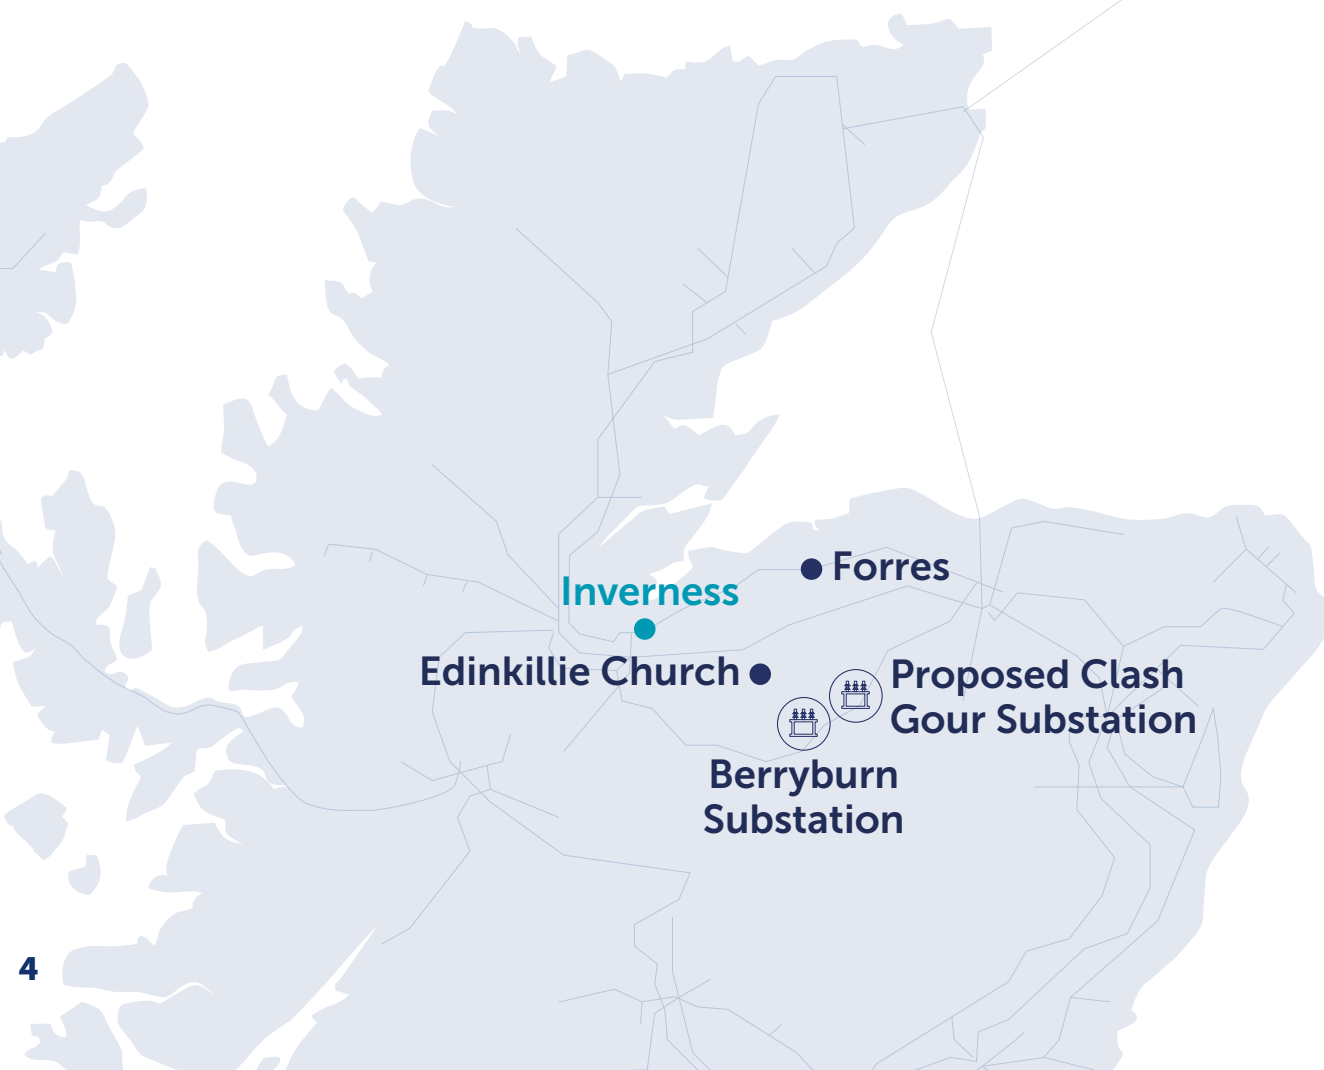 Forres
Inverness
Edinkillie Church
Proposed Clash
Gour Substation
Berryburn
Substation
4